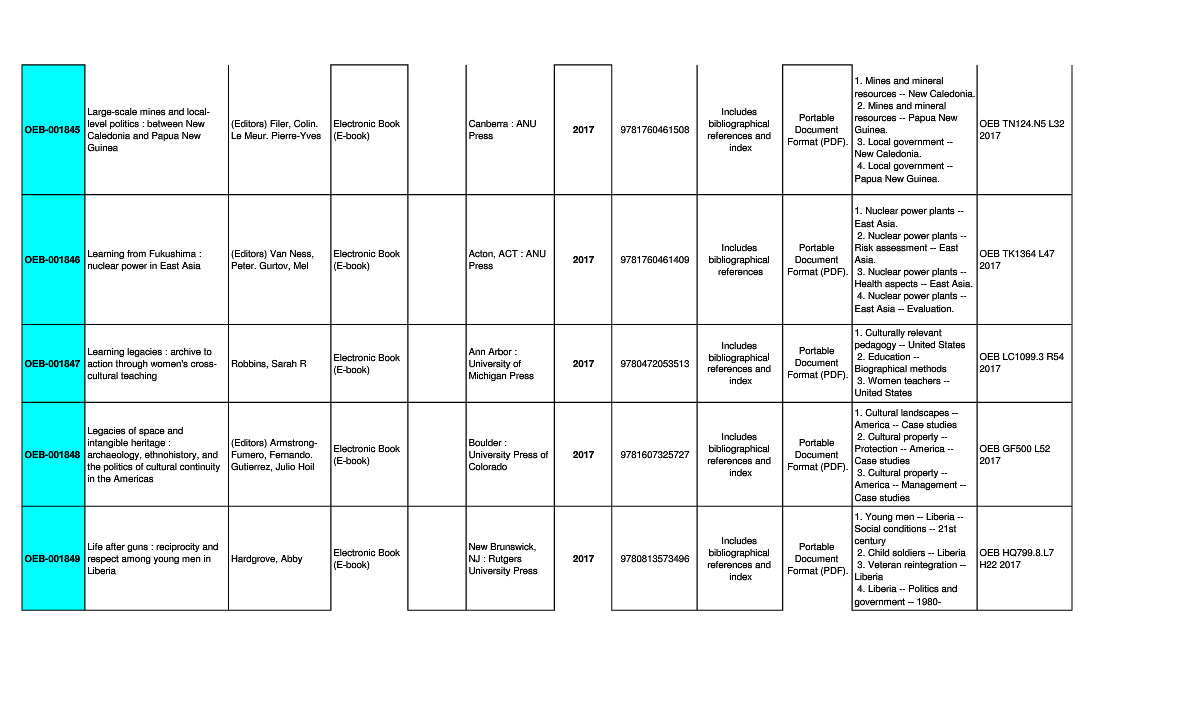 OEB-001845
Large-scale mines and local-
level politics : between New
Caledonia and Papua New
Guinea
(Editors) Filer, Colin.
Le Meur. Pierre-Yves
Electronic Book
(E-book)
Canberra : ANU
Press
2017
9781760461508
Includes
bibliographical
references and
index
Portable
Document
Format (PDF).
1. Mines and mineral
resources -- New Caledonia.
2. Mines and mineral
resources -- Papua New
Guinea.
3. Local government --
New Caledonia.
4. Local government --
Papua New Guinea.
OEB TN124.N5 L32
2017
OEB-001846
Learning from Fukushima :
nuclear power in East Asia
(Editors) Van Ness,
Peter. Gurtov, Mel
Electronic Book
(E-book)
Acton, ACT : ANU
Press
2017
9781760461409
Includes
bibliographical
references
Portable
Document
Format (PDF).
1. Nuclear power plants --
East Asia.
2. Nuclear power plants --
Risk assessment -- East
Asia.
3. Nuclear power plants --
Health aspects -- East Asia.
4. Nuclear power plants --
East Asia -- Evaluation.
OEB TK1364 L47
2017
OEB-001847
Learning legacies : archive to
action through women's cross-
cultural teaching
Robbins, Sarah R
Electronic Book
(E-book)
Ann Arbor :
University of
Michigan Press
2017
9780472053513
Includes
bibliographical
references and
index
Portable
Document
Format (PDF).
1. Culturally relevant
pedagogy -- United States
2. Education --
Biographical methods
3. Women teachers --
United States
OEB LC1099.3 R54
2017
OEB-001848
Legacies of space and
intangible heritage :
archaeology, ethnohistory, and
the politics of cultural continuity
in the Americas
(Editors) Armstrong-
Fumero, Fernando.
Gutierrez, Julio Hoil
Electronic Book
(E-book)
Boulder :
University Press of
Colorado
2017
9781607325727
Includes
bibliographical
references and
index
Portable
Document
Format (PDF).
1. Cultural landscapes --
America -- Case studies
2. Cultural property --
Protection -- America --
Case studies
3. Cultural property --
America -- Management --
Case studies
OEB GF500 L52
2017
OEB-001849
Life after guns : reciprocity and
respect among young men in
Liberia
Hardgrove, Abby
Electronic Book
(E-book)
New Brunswick,
NJ : Rutgers
University Press
2017
9780813573496
Includes
bibliographical
references and
index
Portable
Document
Format (PDF).
1. Young men -- Liberia --
Social conditions -- 21st
century
2. Child soldiers -- Liberia
3. Veteran reintegration --
Liberia
4. Liberia -- Politics and
government -- 1980-
OEB HQ799.8.L7
H22 2017